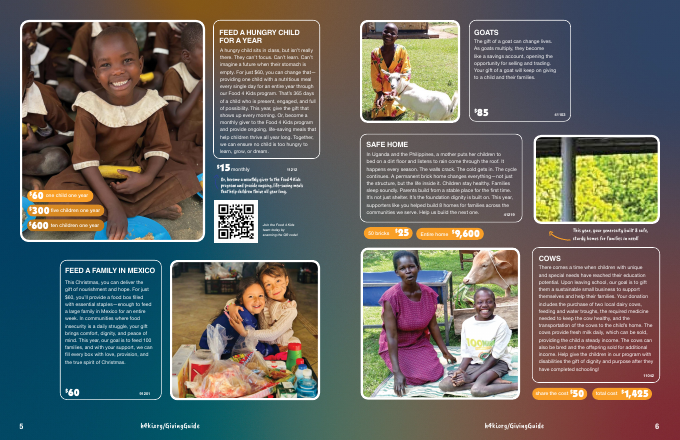 FEED A HUNGRY CHILD
FOR A YEAR
A hungry child sits in class, but isn't really
there. They can't focus. Can't learn. Can't
imagine a future when their stomach is
empty. For just $60, you can change that—
providing one child with a nutritious meal
every single day for an entire year through
our Food 4 Kids program. That's 365 days
of a child who is present, engaged, and full
of possibility. This year, give the gift that
shows up every morning. Or, become a
monthly giver to the Food 4 Kids program
and provide ongoing, life-saving meals that
help children thrive all year long. Together,
we can ensure no child is too hungry to
learn, grow, or dream.
$15 monthly
Or, become a monthly giver to the Food 4 Kids
program and provide ongoing, life-saving meals
that help children thrive all year long.
Join the Food 4 Kids
team today by
scanning the QR code!
$60 one child one year
$300 five children one year
$600 ten children one year
FEED A FAMILY IN MEXICO
This Christmas, you can deliver the
gift of nourishment and hope. For just
$60, you'll provide a food box filled
with essential staples—enough to feed
a large family in Mexico for an entire
week. In communities where food
insecurity is a daily struggle, your gift
brings comfort, dignity, and peace of
mind. This year, our goal is to feed 100
families, and with your support, we can
fill every box with love, provision, and
the true spirit of Christmas.
$60
5
h4ki.org/GivingGuide
GOATS
The gift of a goat can change lives.
As goats multiply, they become
like a savings account, opening the
opportunity for selling and trading.
Your gift of a goat will keep on giving
to a child and their families.
$85
SAFE HOME
In Uganda and the Philippines, a mother puts her children to
bed on a dirt floor and listens to rain come through the roof. It
happens every season. The walls crack. The cold gets in. The cycle
continues. A permanent brick home changes everything—not just
the structure, but the life inside it. Children stay healthy. Families
sleep soundly. Parents build from a stable place for the first time.
It's not just shelter. It's the foundation dignity is built on. This year,
supporters like you helped build 8 homes for families across the
communities we serve. Help us build the next one.
50 bricks $25
Entire home $9,600
This year, your generosity built 8 safe,
sturdy homes for families in need!
COWS
There comes a time when children with unique
and special needs have reached their education
potential. Upon leaving school, our goal is to gift
them a sustainable small business to support
themselves and help their families. Your donation
includes the purchase of two local dairy cows,
feeding and water troughs, the required medicine
needed to keep the cow healthy, and the
transportation of the cows to the child's home. The
cows provide fresh milk daily, which can be sold,
providing the child a steady income. The cows can
also be bred and the offspring sold for additional
income. Help give the children in our program with
disabilities the gift of dignity and purpose after they
have completed schooling!
share the cost $50
total cost $1,425
h4ki.org/GivingGuide
6